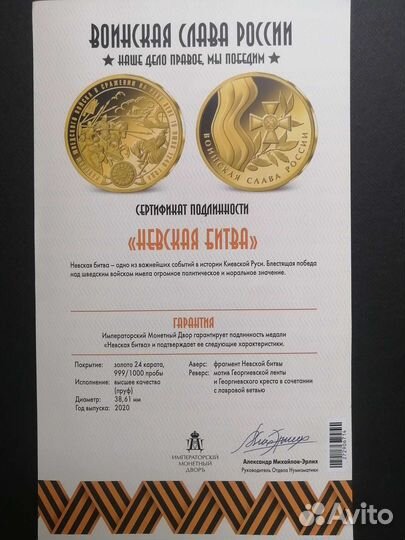 ВОИНСКАЯ СЛАВА РОССИИ
★ НАШЕ ДЕЛО ПРАВОЕ, МЫ ПОБЕДИМ ★
ВОИНСКАЯ СЛАВА РОССИИ
СЕРТИФИКАТ ПОДЛИННОСТИ
«НЕВСКАЯ БИТВА»
Невская битва – одно из важнейших событий в истории Киевской Руси. Блестящая победа
над шведским войском имела огромное политическое и моральное значение.
ГАРАНТИЯ
Императорский Монетный Двор гарантирует подлинность медали
«Невская битва» и подтверждает ее следующие характеристики.
Покрытие: золото 24 карата,
999/1000 пробы
Исполнение: высшее качество
(пруф)
Диаметр: 38,61 мм
Год выпуска: 2020
Аверс: фрагмент Невской битвы
Реверс: мотив Георгиевской ленты
и Георгиевского креста в сочетании
с лавровой ветвью
ИМПЕРАТОРСКІЙ
МОНЕТНЫЙ
ДВОРЪ
Александр Михайлов-Эрлих
Руководитель Отдела Нумизматики
Avito